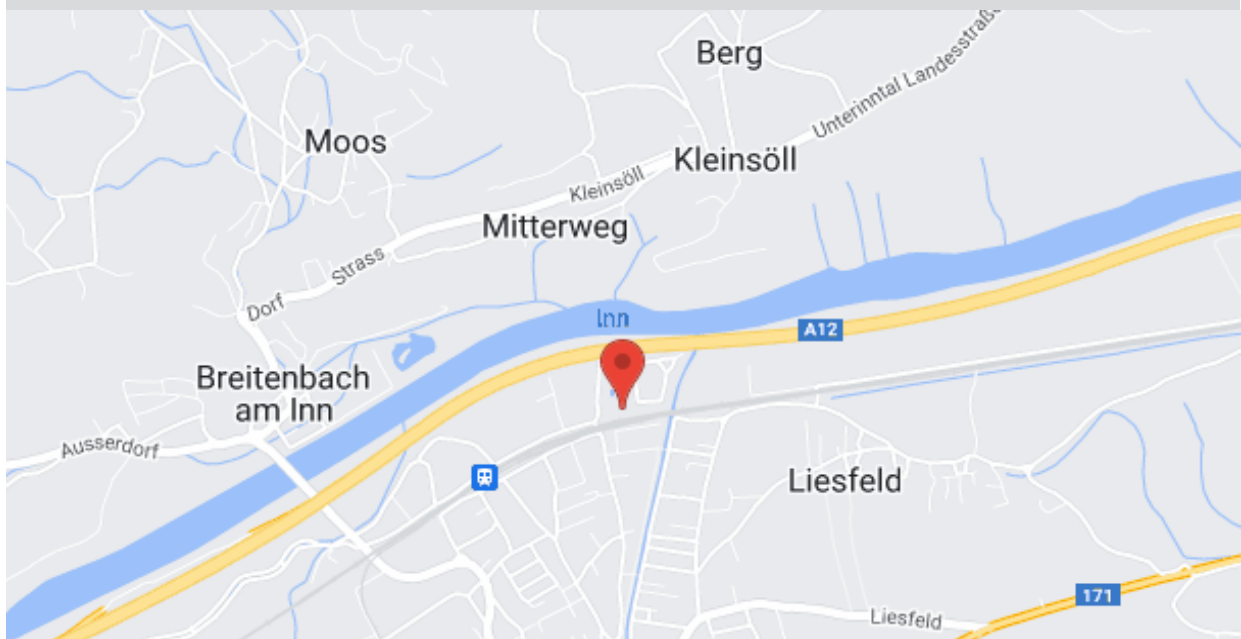 Berg
Unterinntal Landesstraße
Moos
Kleinsöll
Kleinsöll
Mitterweg
Strass
Dorf
Inn
A12
Breitenbach
am Inn
Ausserdorf
Liesfeld
171
Liesfeld